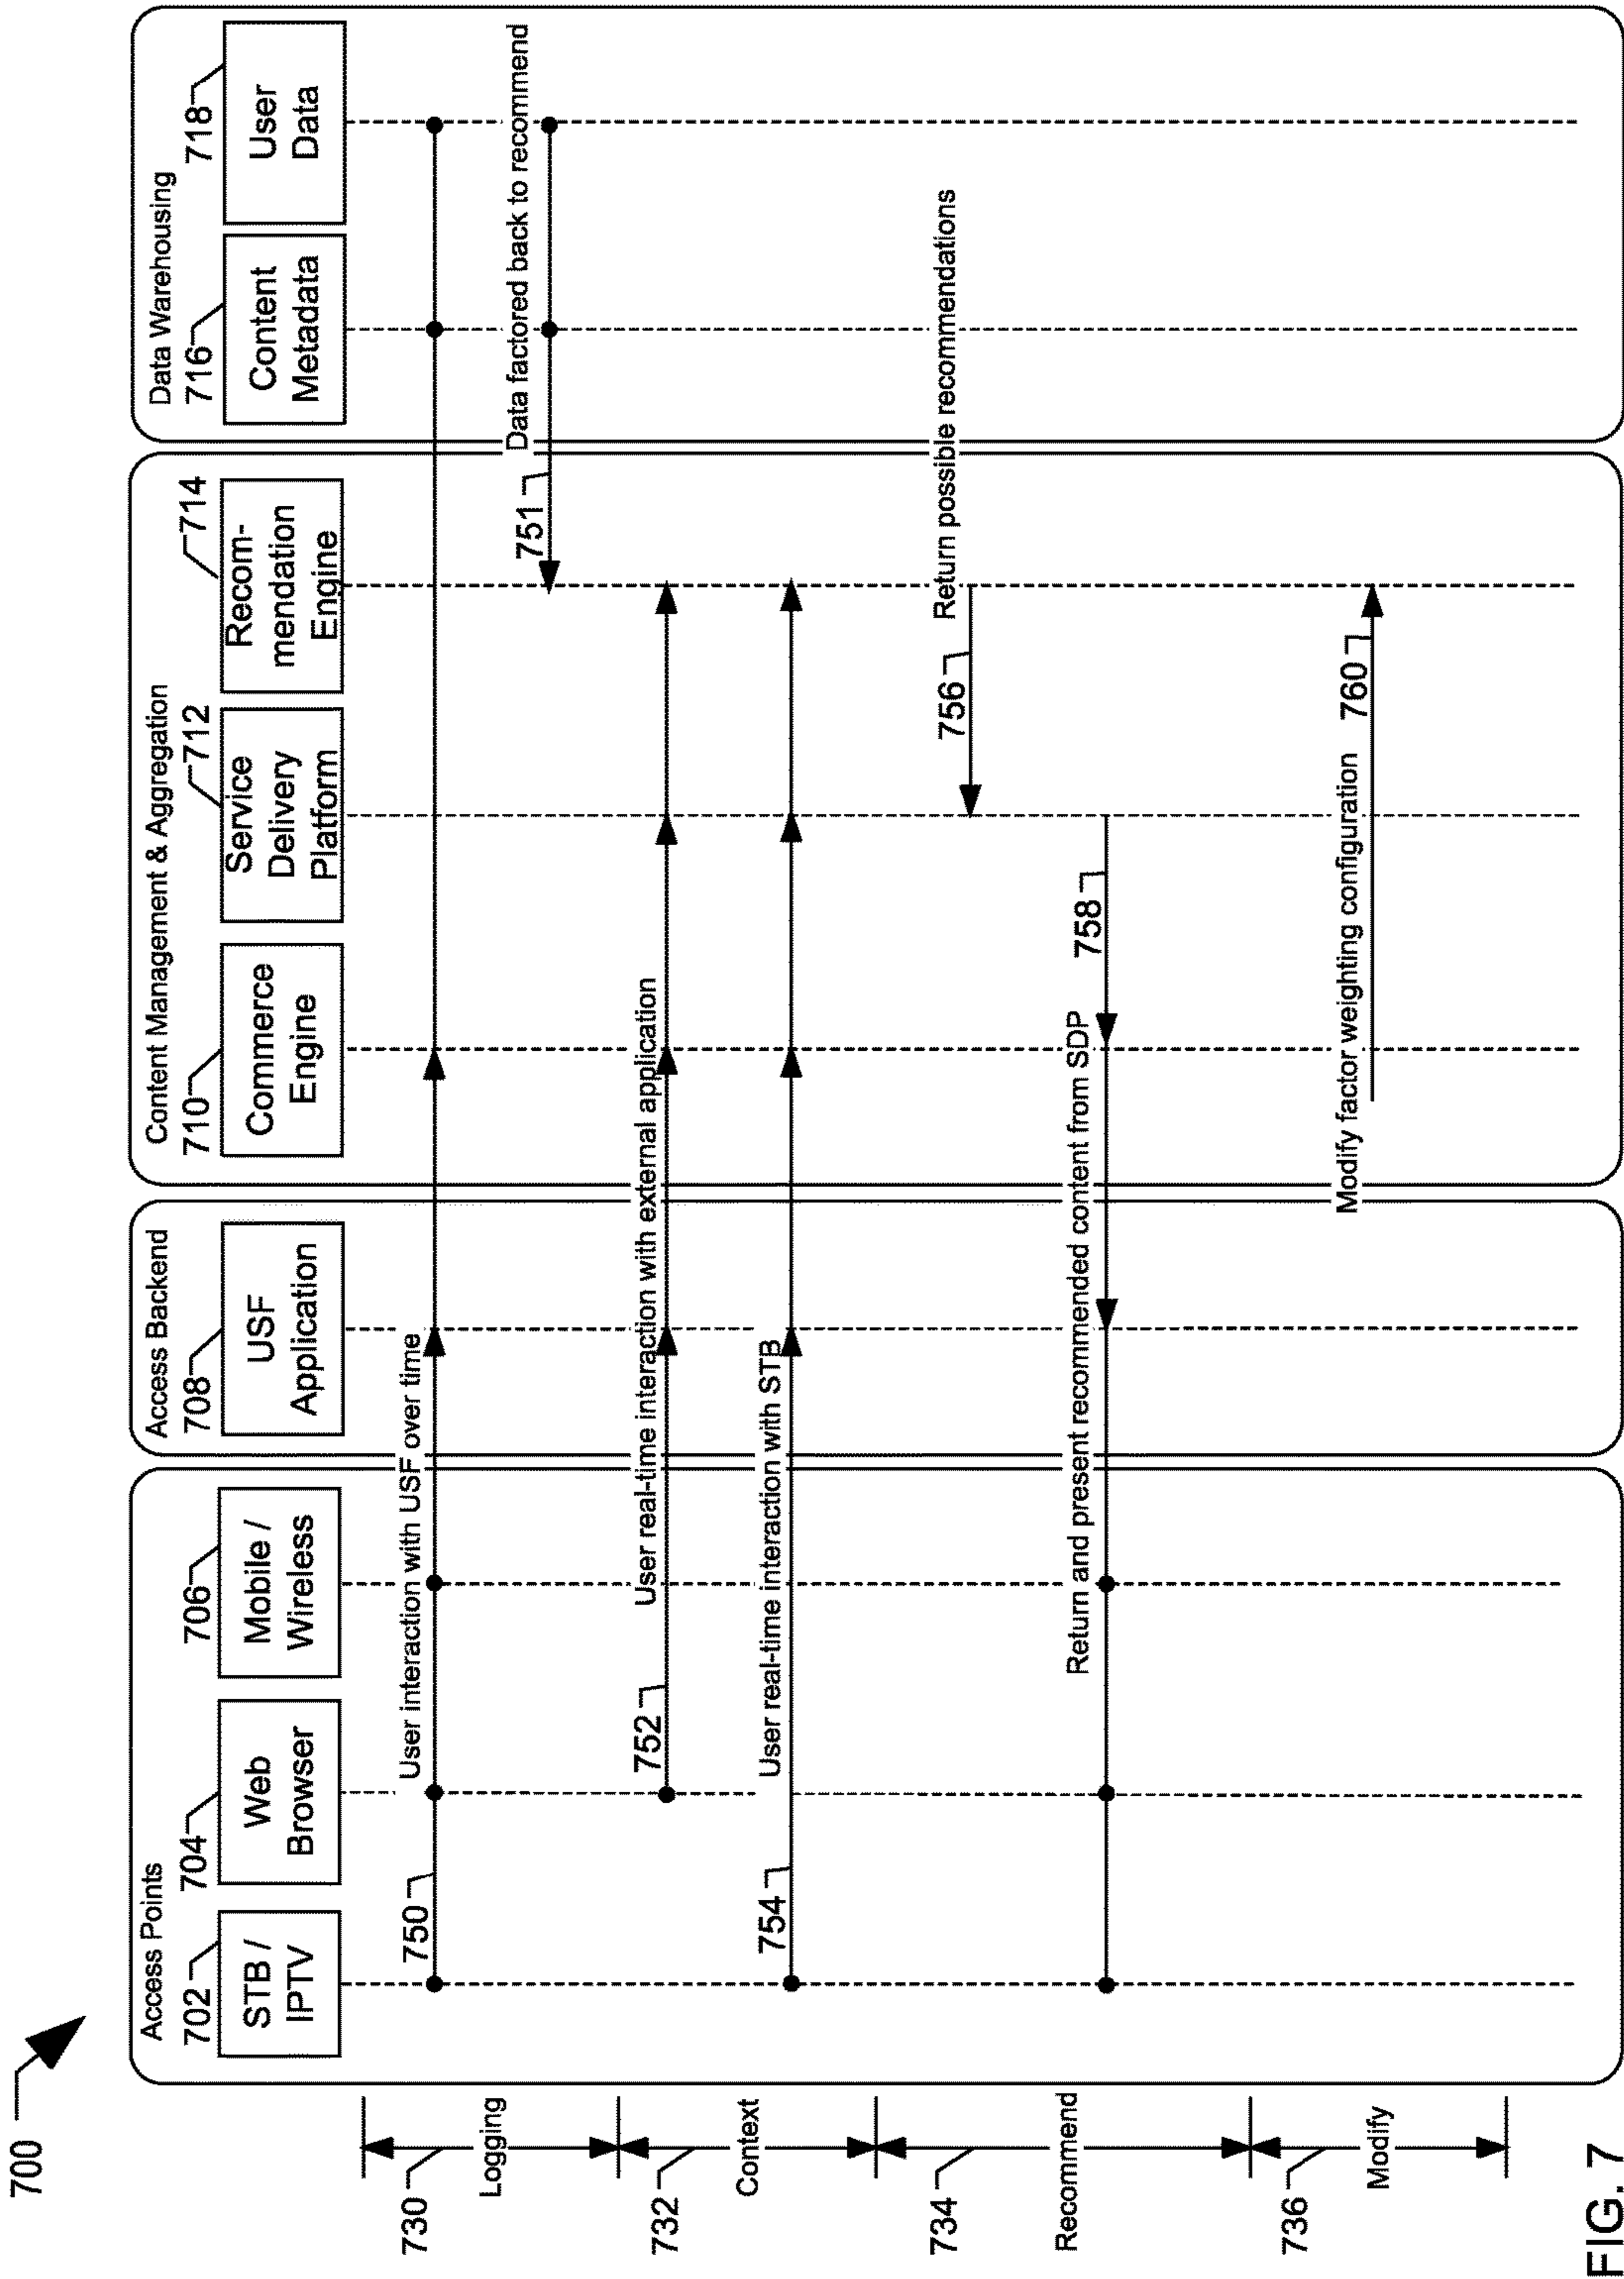 700
Access Points
702
STB /
IPTV
704
Web
Browser
706
Mobile /
Wireless
Access Backend
708
USF
Application
Content Management & Aggregation
710
Commerce
Engine
712
Service
Delivery
Platform
714
Recom-
mendation
Engine
Data Warehousing
716
Content
Metadata
718
User
Data
730
Logging
750
User interaction with USF over time
751
Data factored back to recommend
732
Context
752
User real-time interaction with external application
754
User real-time interaction with STB
734
Recommend
756
Return possible recommendations
758
Return and present recommended content from SDP
736
Modify
Modify factor weighting configuration
760
FIG. 7